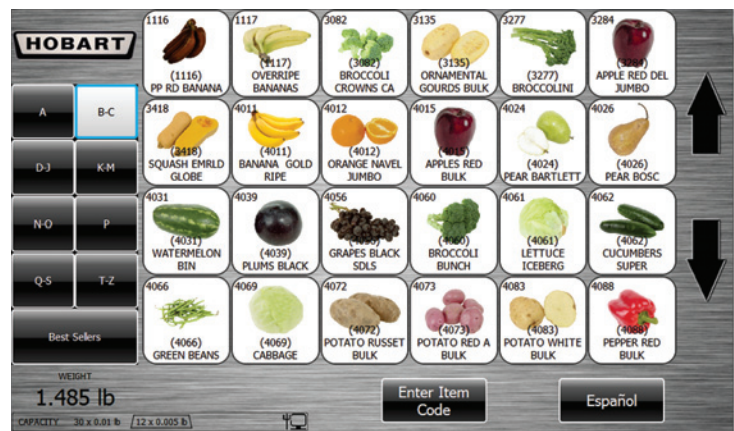 HOBART
A
B-C
D-J
K-M
N-O
P
Q-S
T-Z
Best Sellers
1116
(1116)
PP RD BANANA
1117
(1117)
OVERRIPE
BANANAS
3082
(3082)
BROCCOLI
CROWNS CA
3135
(3135)
ORNAMENTAL
GOURDS BULK
3277
(3277)
BROCCOLINI
3284
(3284)
APPLE RED DEL
JUMBO
3418
(3418)
SQUASH EMRLD
GLOBE
4011
(4011)
BANANA GOLD
RIPE
4012
(4012)
ORANGE NAVEL
JUMBO
4015
(4015)
APPLES RED
BULK
4024
(4024)
PEAR BARTLETT
4026
(4026)
PEAR BOSC
4031
(4031)
WATERMELON
BIN
4039
(4039)
PLUMS BLACK
4056
(4056)
GRAPES BLACK
SDLS
4060
(4060)
BROCCOLI
BUNCH
4061
(4061)
LETTUCE
ICEBERG
4062
(4062)
CUCUMBERS
SUPER
4066
(4066)
GREEN BEANS
4069
(4069)
CABBAGE
4072
(4072)
POTATO RUSSET
BULK
4073
(4073)
POTATO RED A
BULK
4083
(4083)
POTATO WHITE
BULK
4088
(4088)
PEPPER RED
BULK
WEIGHT
1.485 lb
CAPACITY 30 x 0.01 lb 12 x 0.005 lb
Enter Item
Code
Español